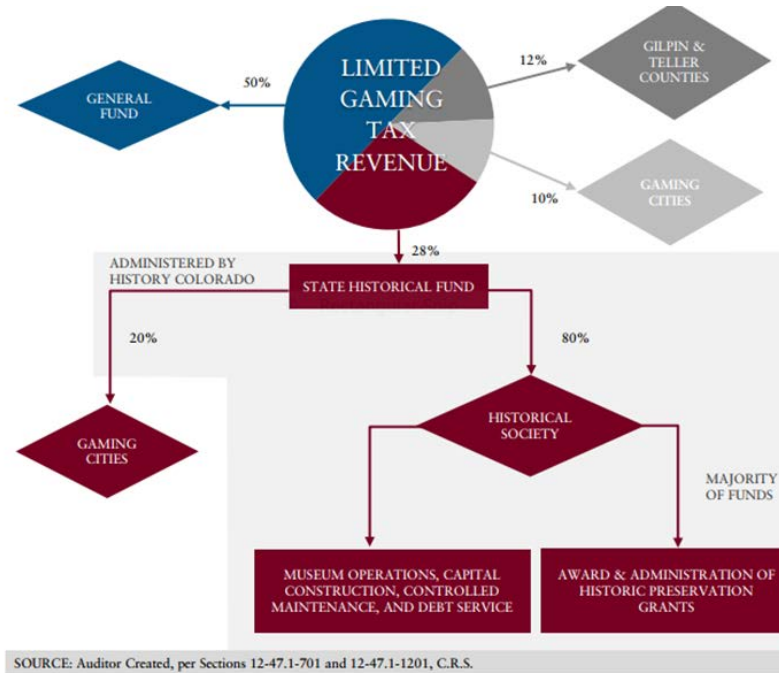 LIMITED
GAMING
TAX
REVENUE
50%
GENERAL
FUND
12%
GILPIN &
TELLER
COUNTIES
10%
GAMING
CITIES
28%
ADMINISTERED BY
HISTORY COLORADO
STATE HISTORICAL FUND
Rectangular Snip
20%
80%
GAMING
CITIES
HISTORICAL
SOCIETY
MAJORITY
OF FUNDS
MUSEUM OPERATIONS, CAPITAL
CONSTRUCTION, CONTROLLED
MAINTENANCE, AND DEBT SERVICE
AWARD & ADMINISTRATION OF
HISTORIC PRESERVATION
GRANTS
SOURCE: Auditor Created, per Sections 12-47.1-701 and 12-47.1-1201, C.R.S.